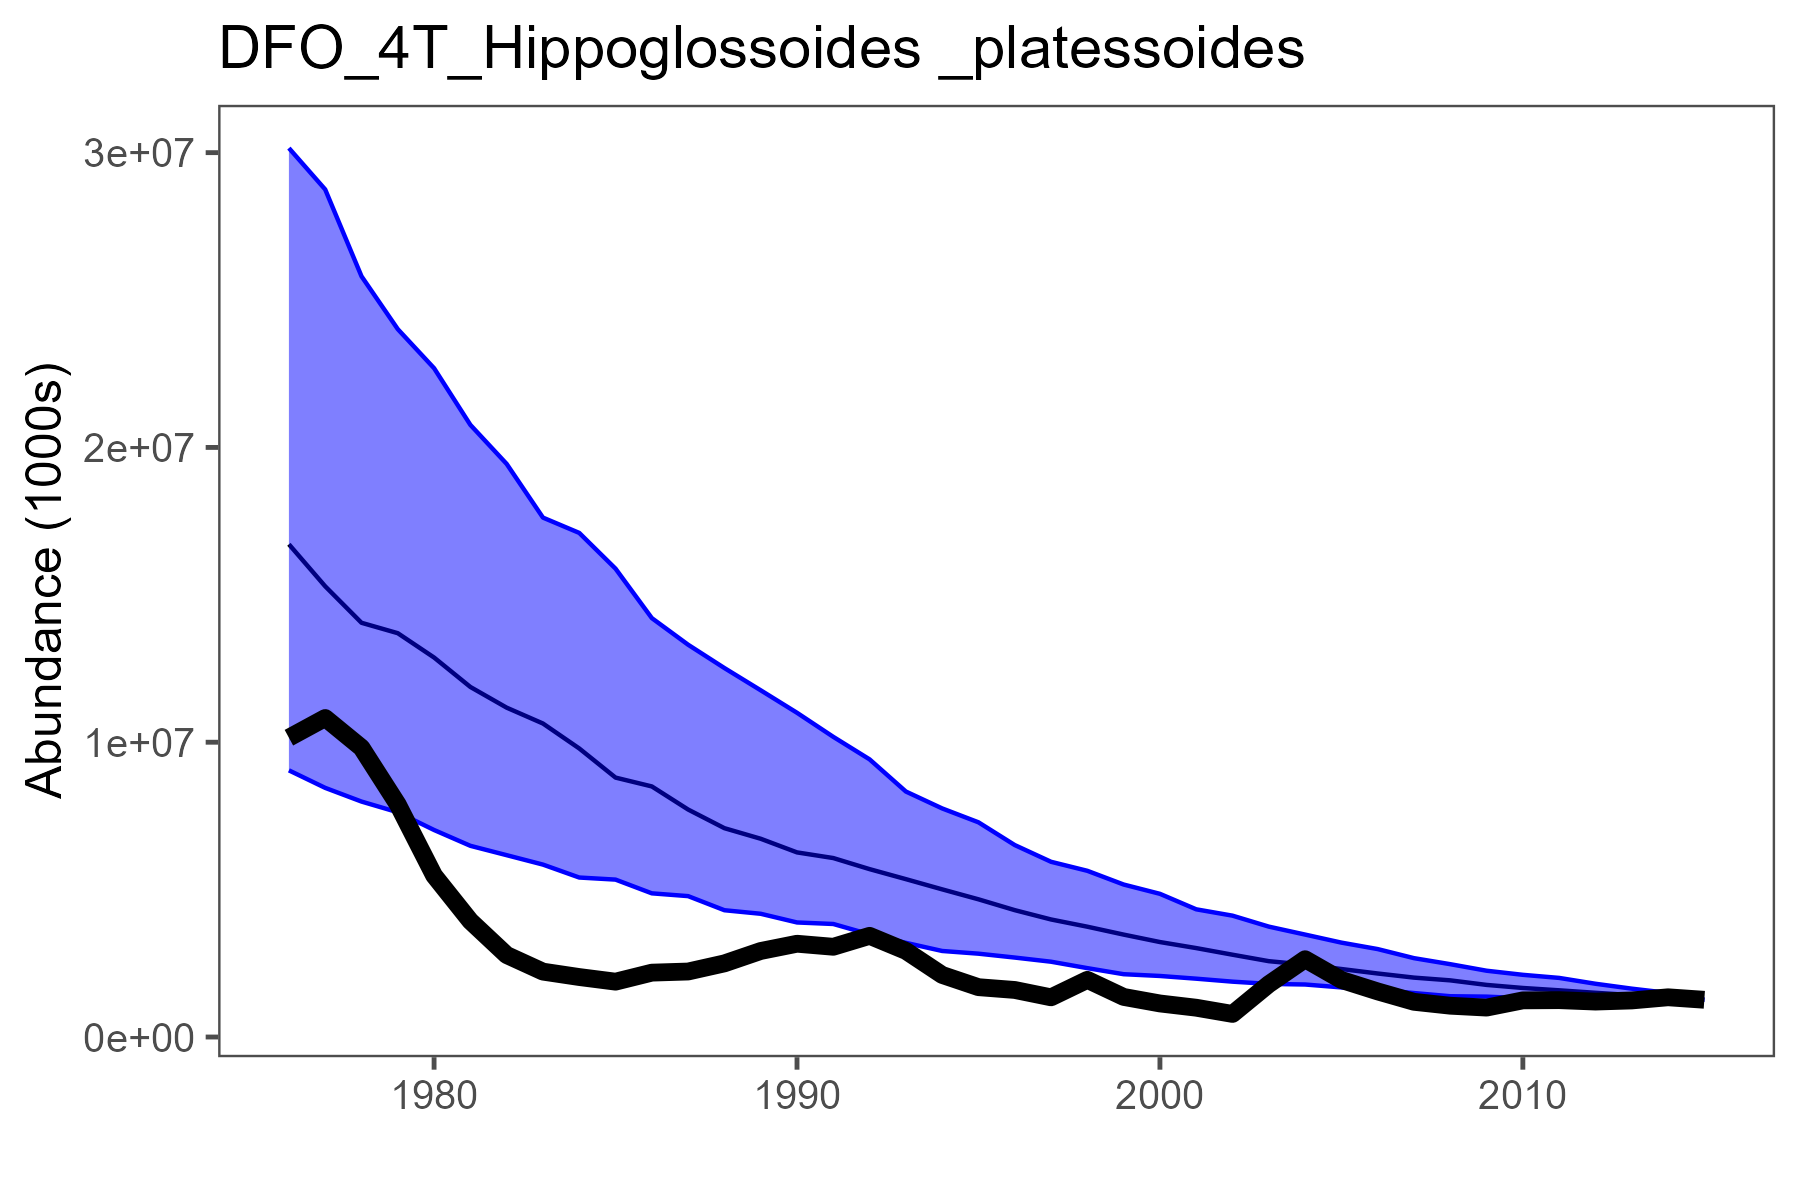 DFO_4T_Hippoglossoides _platessoides
Abundance (1000s)
3e+07
2e+07
1e+07
0e+00
1980 1990 2000 2010